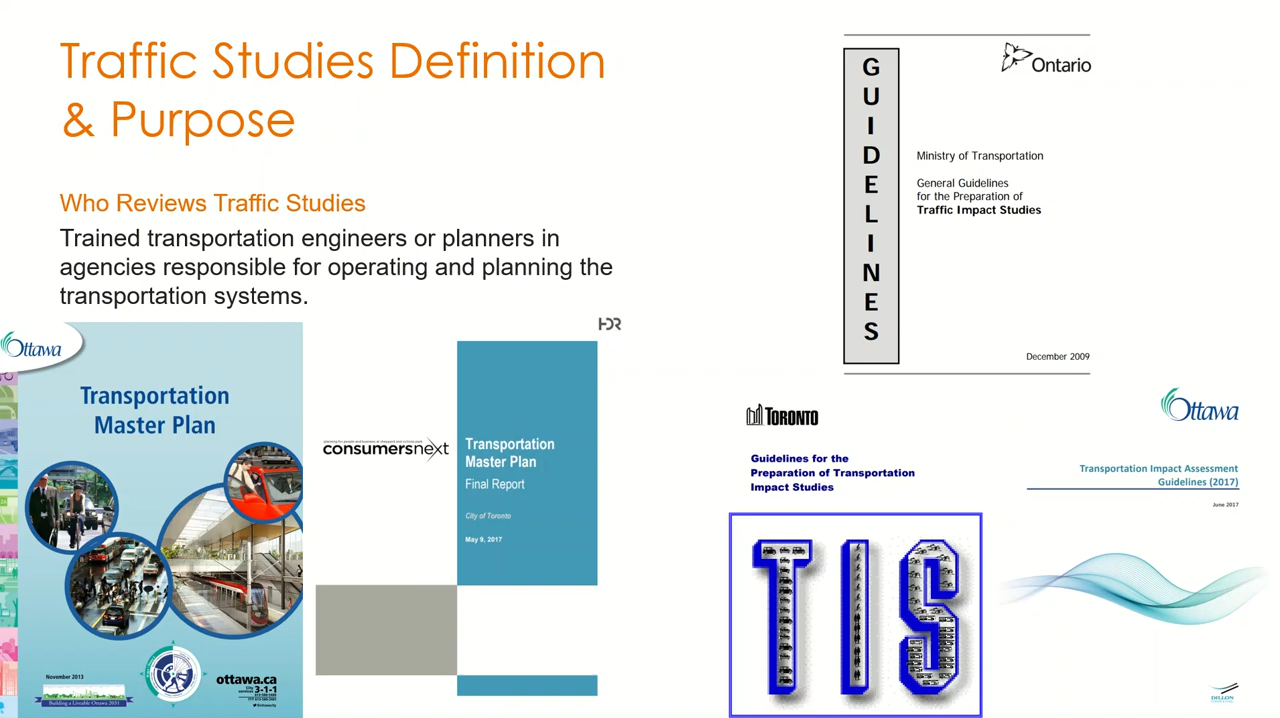 Traffic Studies Definition
& Purpose
Who Reviews Traffic Studies
Trained transportation engineers or planners in
agencies responsible for operating and planning the
transportation systems.
Ottawa
Transportation
Master Plan
November 2013
Building a Liveable Ottawa 2031
ottawa.ca
3-1-1
HDR
consumersnext
Transportation
Master Plan
Final Report
City of Toronto
May 9, 2017
GUIDELINES
Ontario
Ministry of Transportation
General Guidelines
for the Preparation of
Traffic Impact Studies
December 2009
TORONTO
Guidelines for the
Preparation of Transportation
Impact Studies
TIS
Ottawa
Transportation Impact Assessment
Guidelines (2017)
June 2017
DILLON